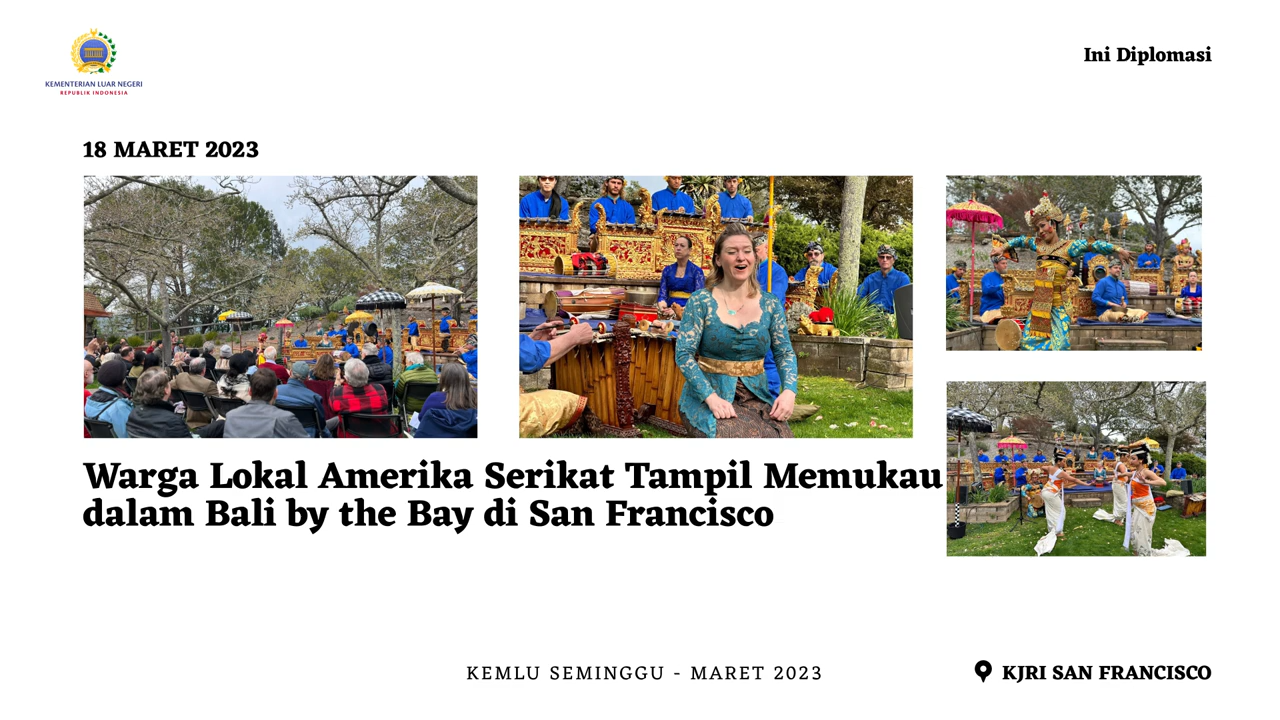 KEMENTERIAN LUAR NEGERI
REPUBLIK INDONESIA
Ini Diplomasi
18 MARET 2023
Warga Lokal Amerika Serikat Tampil Memukau
dalam Bali by the Bay di San Francisco
KEMLU SEMINGGU - MARET 2023
KJRI SAN FRANCISCO